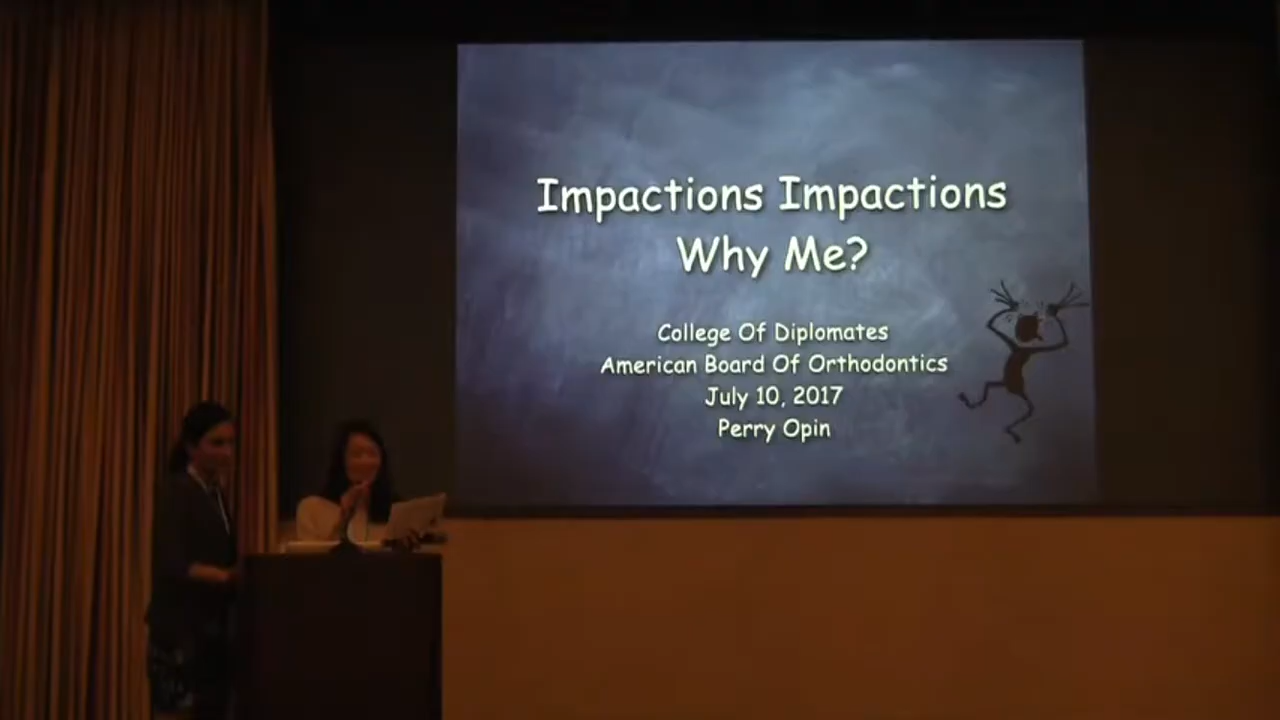 Impactions Impactions
Why Me?
College Of Diplomates
American Board Of Orthodontics
July 10, 2017
Perry Opin